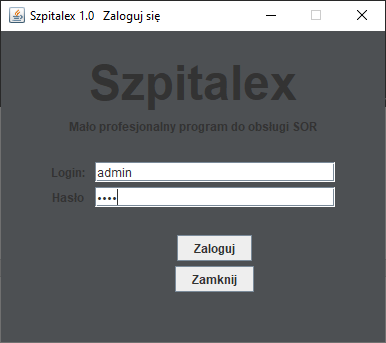 Szpitalex 1.0 Zaloguj się
Szpitalex
Mało profesjonalny program do obsługi SOR
Login: admin
Hasło ••••
Zaloguj
Zamknij